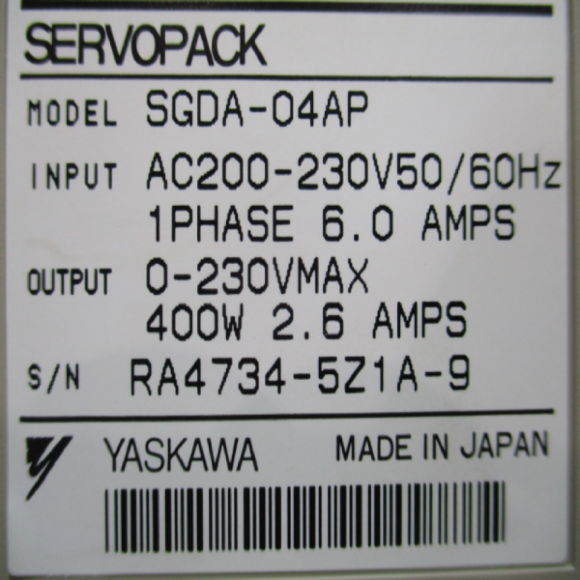 SERVOPACK
MODEL SGDA-04AP
INPUT AC200-230V50/60Hz
1PHASE 6.0 AMPS
OUTPUT 0-230VMAX
400W 2.6 AMPS
S/N RA4734-5Z1A-9
YASKAWA MADE IN JAPAN